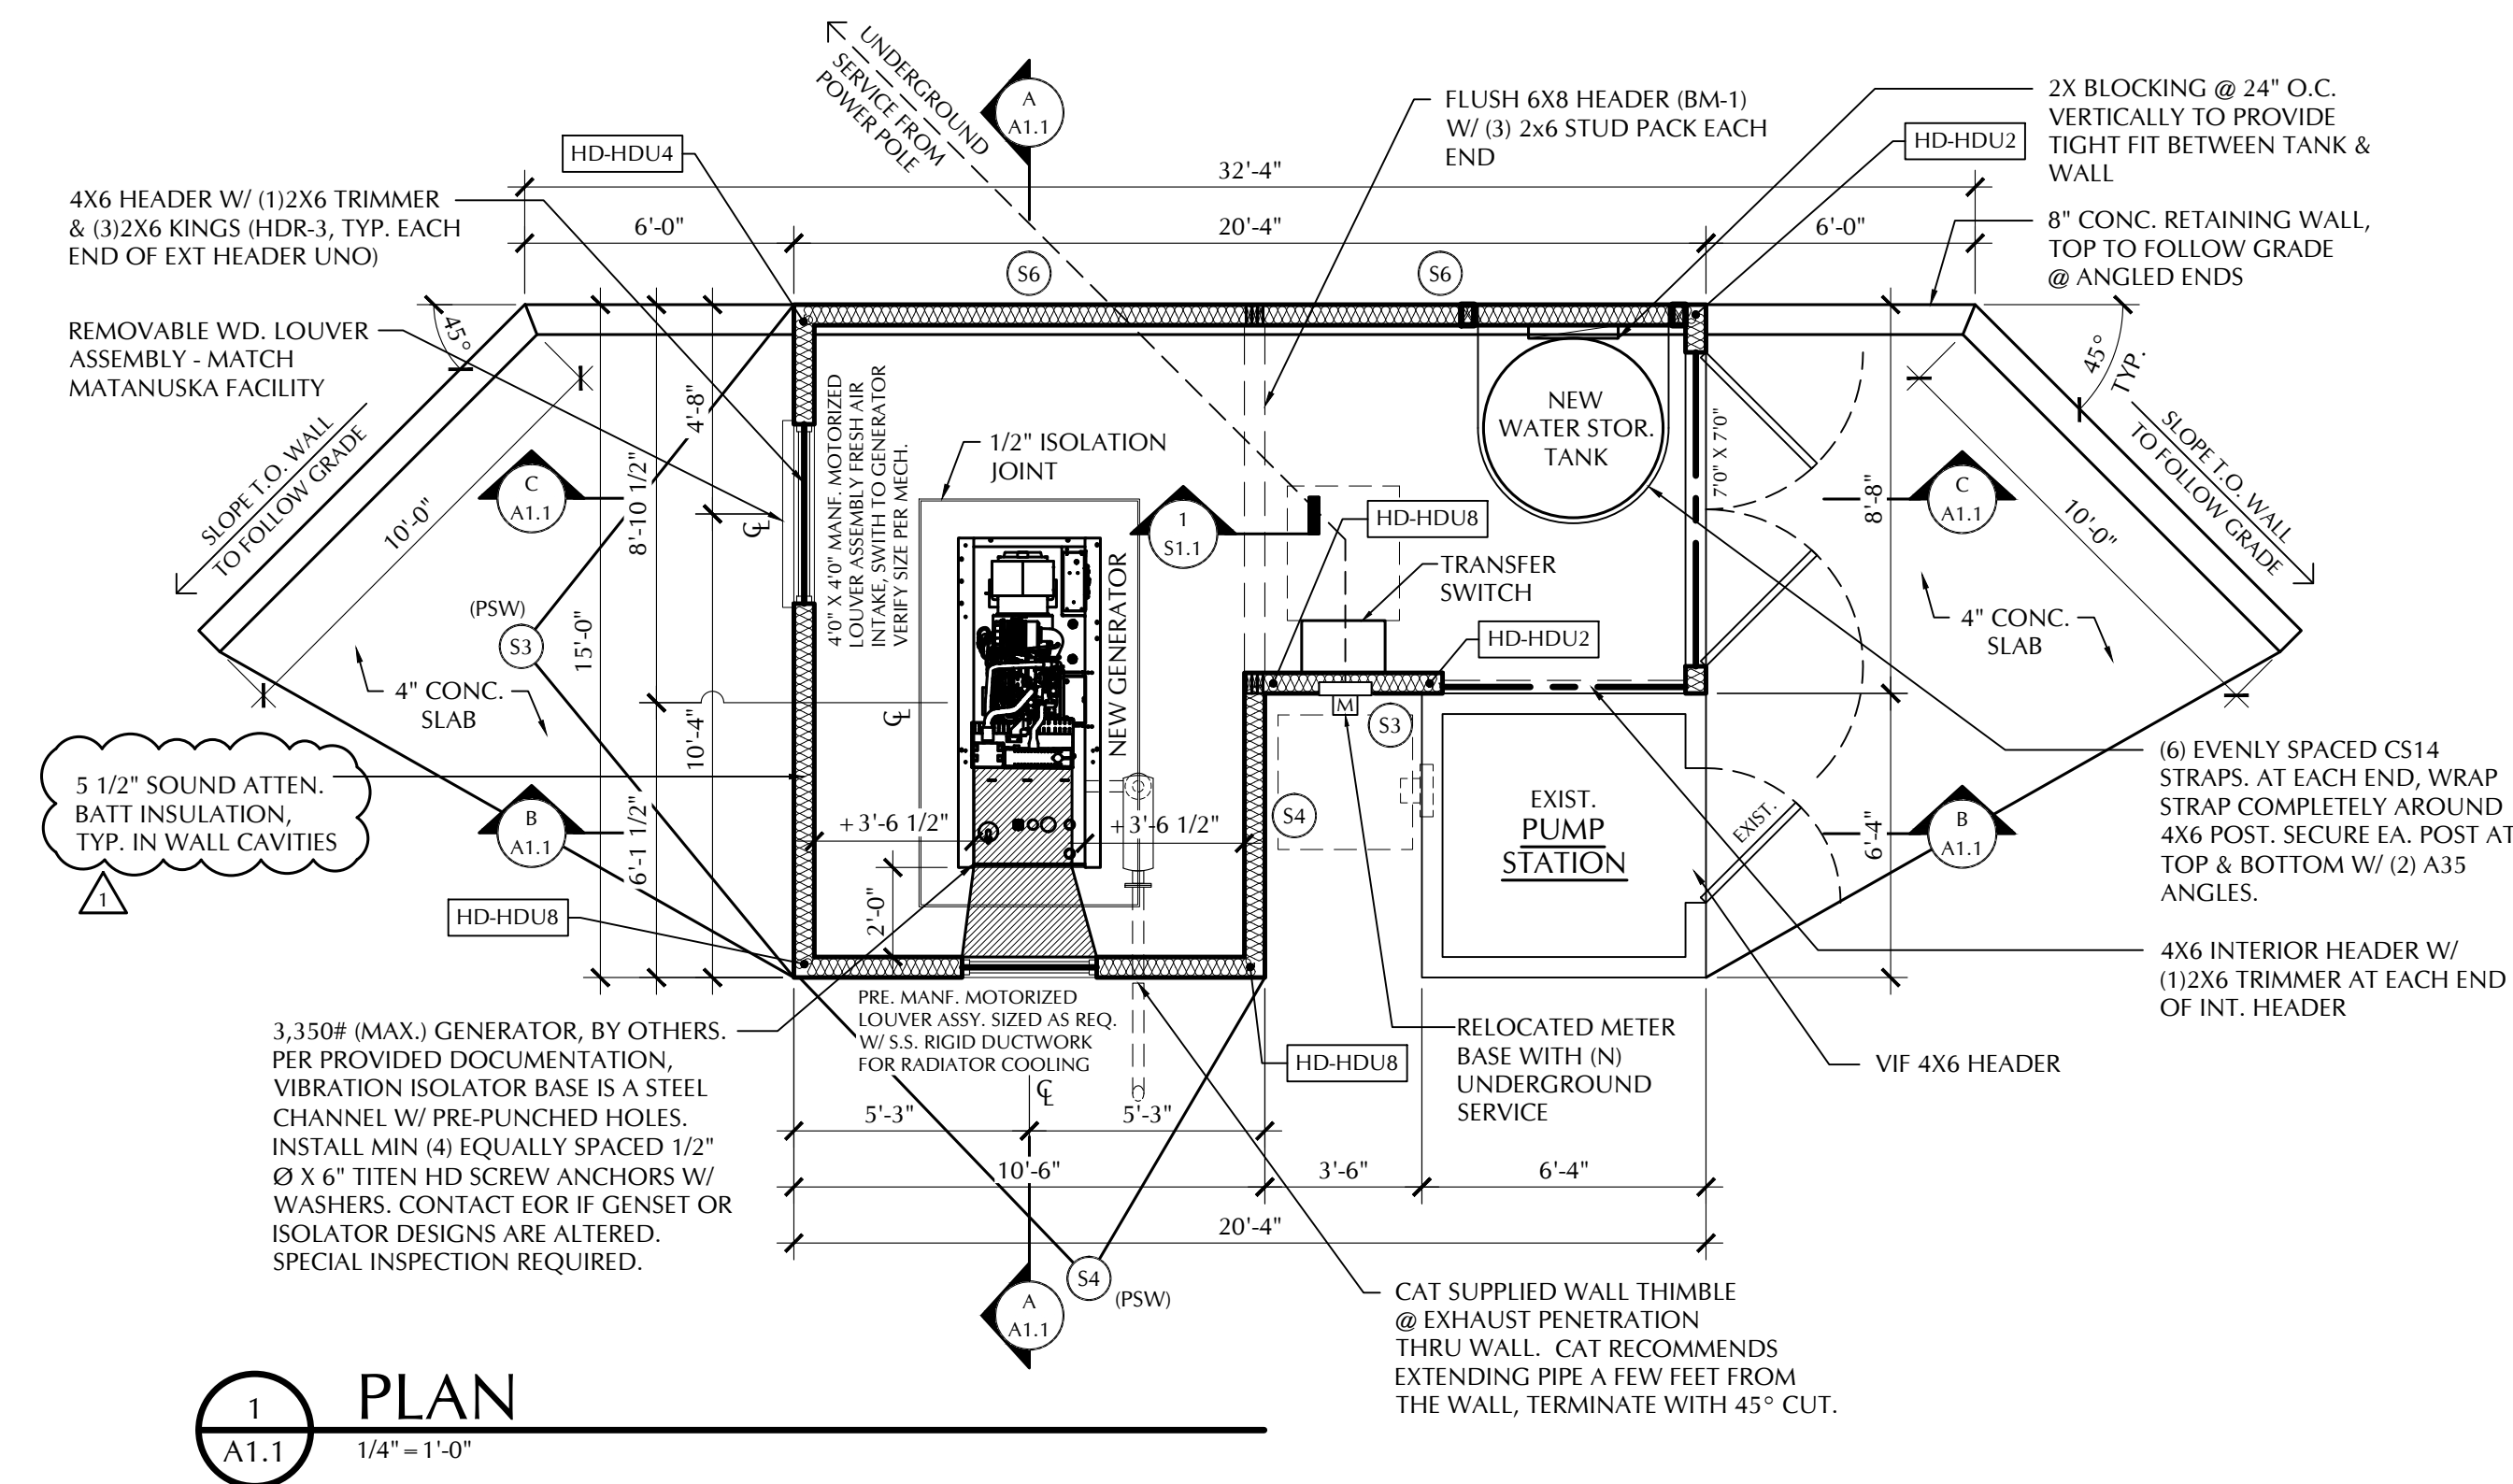 UNDERGROUND
SERVICE FROM
POWER POLE
A
A1.1
FLUSH 6X8 HEADER (BM-1)
W/ (3) 2x6 STUD PACK EACH
END
2X BLOCKING @ 24" O.C.
VERTICALLY TO PROVIDE
TIGHT FIT BETWEEN TANK &
WALL
HD-HDU4
HD-HDU2
32'-4"
4X6 HEADER W/ (1)2X6 TRIMMER
& (3)2X6 KINGS (HDR-3, TYP. EACH
END OF EXT HEADER UNO)
6'-0"
20'-4"
6'-0"
8" CONC. RETAINING WALL,
TOP TO FOLLOW GRADE
@ ANGLED ENDS
S6
S6
REMOVABLE WD. LOUVER
ASSEMBLY - MATCH
MATANUSKA FACILITY
45°
45°
TYP.
SLOPE T.O. WALL
TO FOLLOW GRADE
10'-0"
C
A1.1
4'-8"
8'-10 1/2"
15'-0"
10'-4"
6'-1 1/2"
℄
4'0" X 4'0" MANF. MOTORIZED
LOUVER ASSEMBLY FRESH AIR
INTAKE, SWITH TO GENERATOR
VERIFY SIZE PER MECH.
1/2" ISOLATION
JOINT
1
S1.1
NEW
WATER STOR.
TANK
7'0" X 7'0"
HD-HDU8
TRANSFER
SWITCH
HD-HDU2
8'-8"
C
A1.1
SLOPE T.O. WALL
TO FOLLOW GRADE
10'-0"
4" CONC.
SLAB
(PSW)
S3
4" CONC.
SLAB
℄
NEW GENERATOR
M
S3
S4
5 1/2" SOUND ATTEN.
BATT INSULATION,
TYP. IN WALL CAVITIES
1
B
A1.1
+3'-6 1/2"
+3'-6 1/2"
2'-0"
EXIST.
PUMP
STATION
EXIST.
6'-4"
B
A1.1
(6) EVENLY SPACED CS14
STRAPS. AT EACH END, WRAP
STRAP COMPLETELY AROUND
4X6 POST. SECURE EA. POST AT
TOP & BOTTOM W/ (2) A35
ANGLES.
HD-HDU8
4X6 INTERIOR HEADER W/
(1)2X6 TRIMMER AT EACH END
OF INT. HEADER
PRE. MANF. MOTORIZED
LOUVER ASSY. SIZED AS REQ.
W/ S.S. RIGID DUCTWORK
FOR RADIATOR COOLING
3,350# (MAX.) GENERATOR, BY OTHERS.
PER PROVIDED DOCUMENTATION,
VIBRATION ISOLATOR BASE IS A STEEL
CHANNEL W/ PRE-PUNCHED HOLES.
INSTALL MIN (4) EQUALLY SPACED 1/2"
Ø X 6" TITEN HD SCREW ANCHORS W/
WASHERS. CONTACT EOR IF GENSET OR
ISOLATOR DESIGNS ARE ALTERED.
SPECIAL INSPECTION REQUIRED.
℄
HD-HDU8
RELOCATED METER
BASE WITH (N)
UNDERGROUND
SERVICE
VIF 4X6 HEADER
5'-3"
5'-3"
10'-6"
3'-6"
6'-4"
20'-4"
S4
(PSW)
A
A1.1
CAT SUPPLIED WALL THIMBLE
@ EXHAUST PENETRATION
THRU WALL. CAT RECOMMENDS
EXTENDING PIPE A FEW FEET FROM
THE WALL, TERMINATE WITH 45° CUT.
1
A1.1
PLAN
1/4"=1'-0"